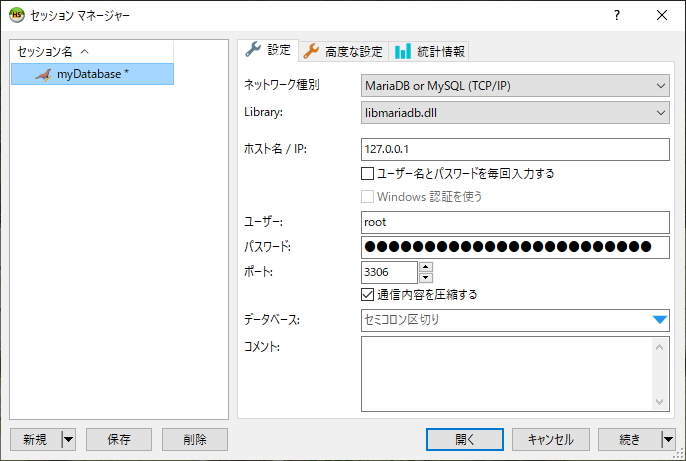 HS セッション マネージャー
セッション名
myDatabase *
設定 高度な設定 統計情報
ネットワーク種別 MariaDB or MySQL (TCP/IP)
Library: libmariadb.dll
ホスト名 / IP: 127.0.0.1
ユーザー名とパスワードを毎回入力する
Windows 認証を使う
ユーザー: root
パスワード: ●●●●●●●●●●●●●●●●●●●●●●●●
ポート: 3306
通信内容を圧縮する
データベース: セミコロン区切り
コメント:
新規 保存 削除 開く キャンセル 続き